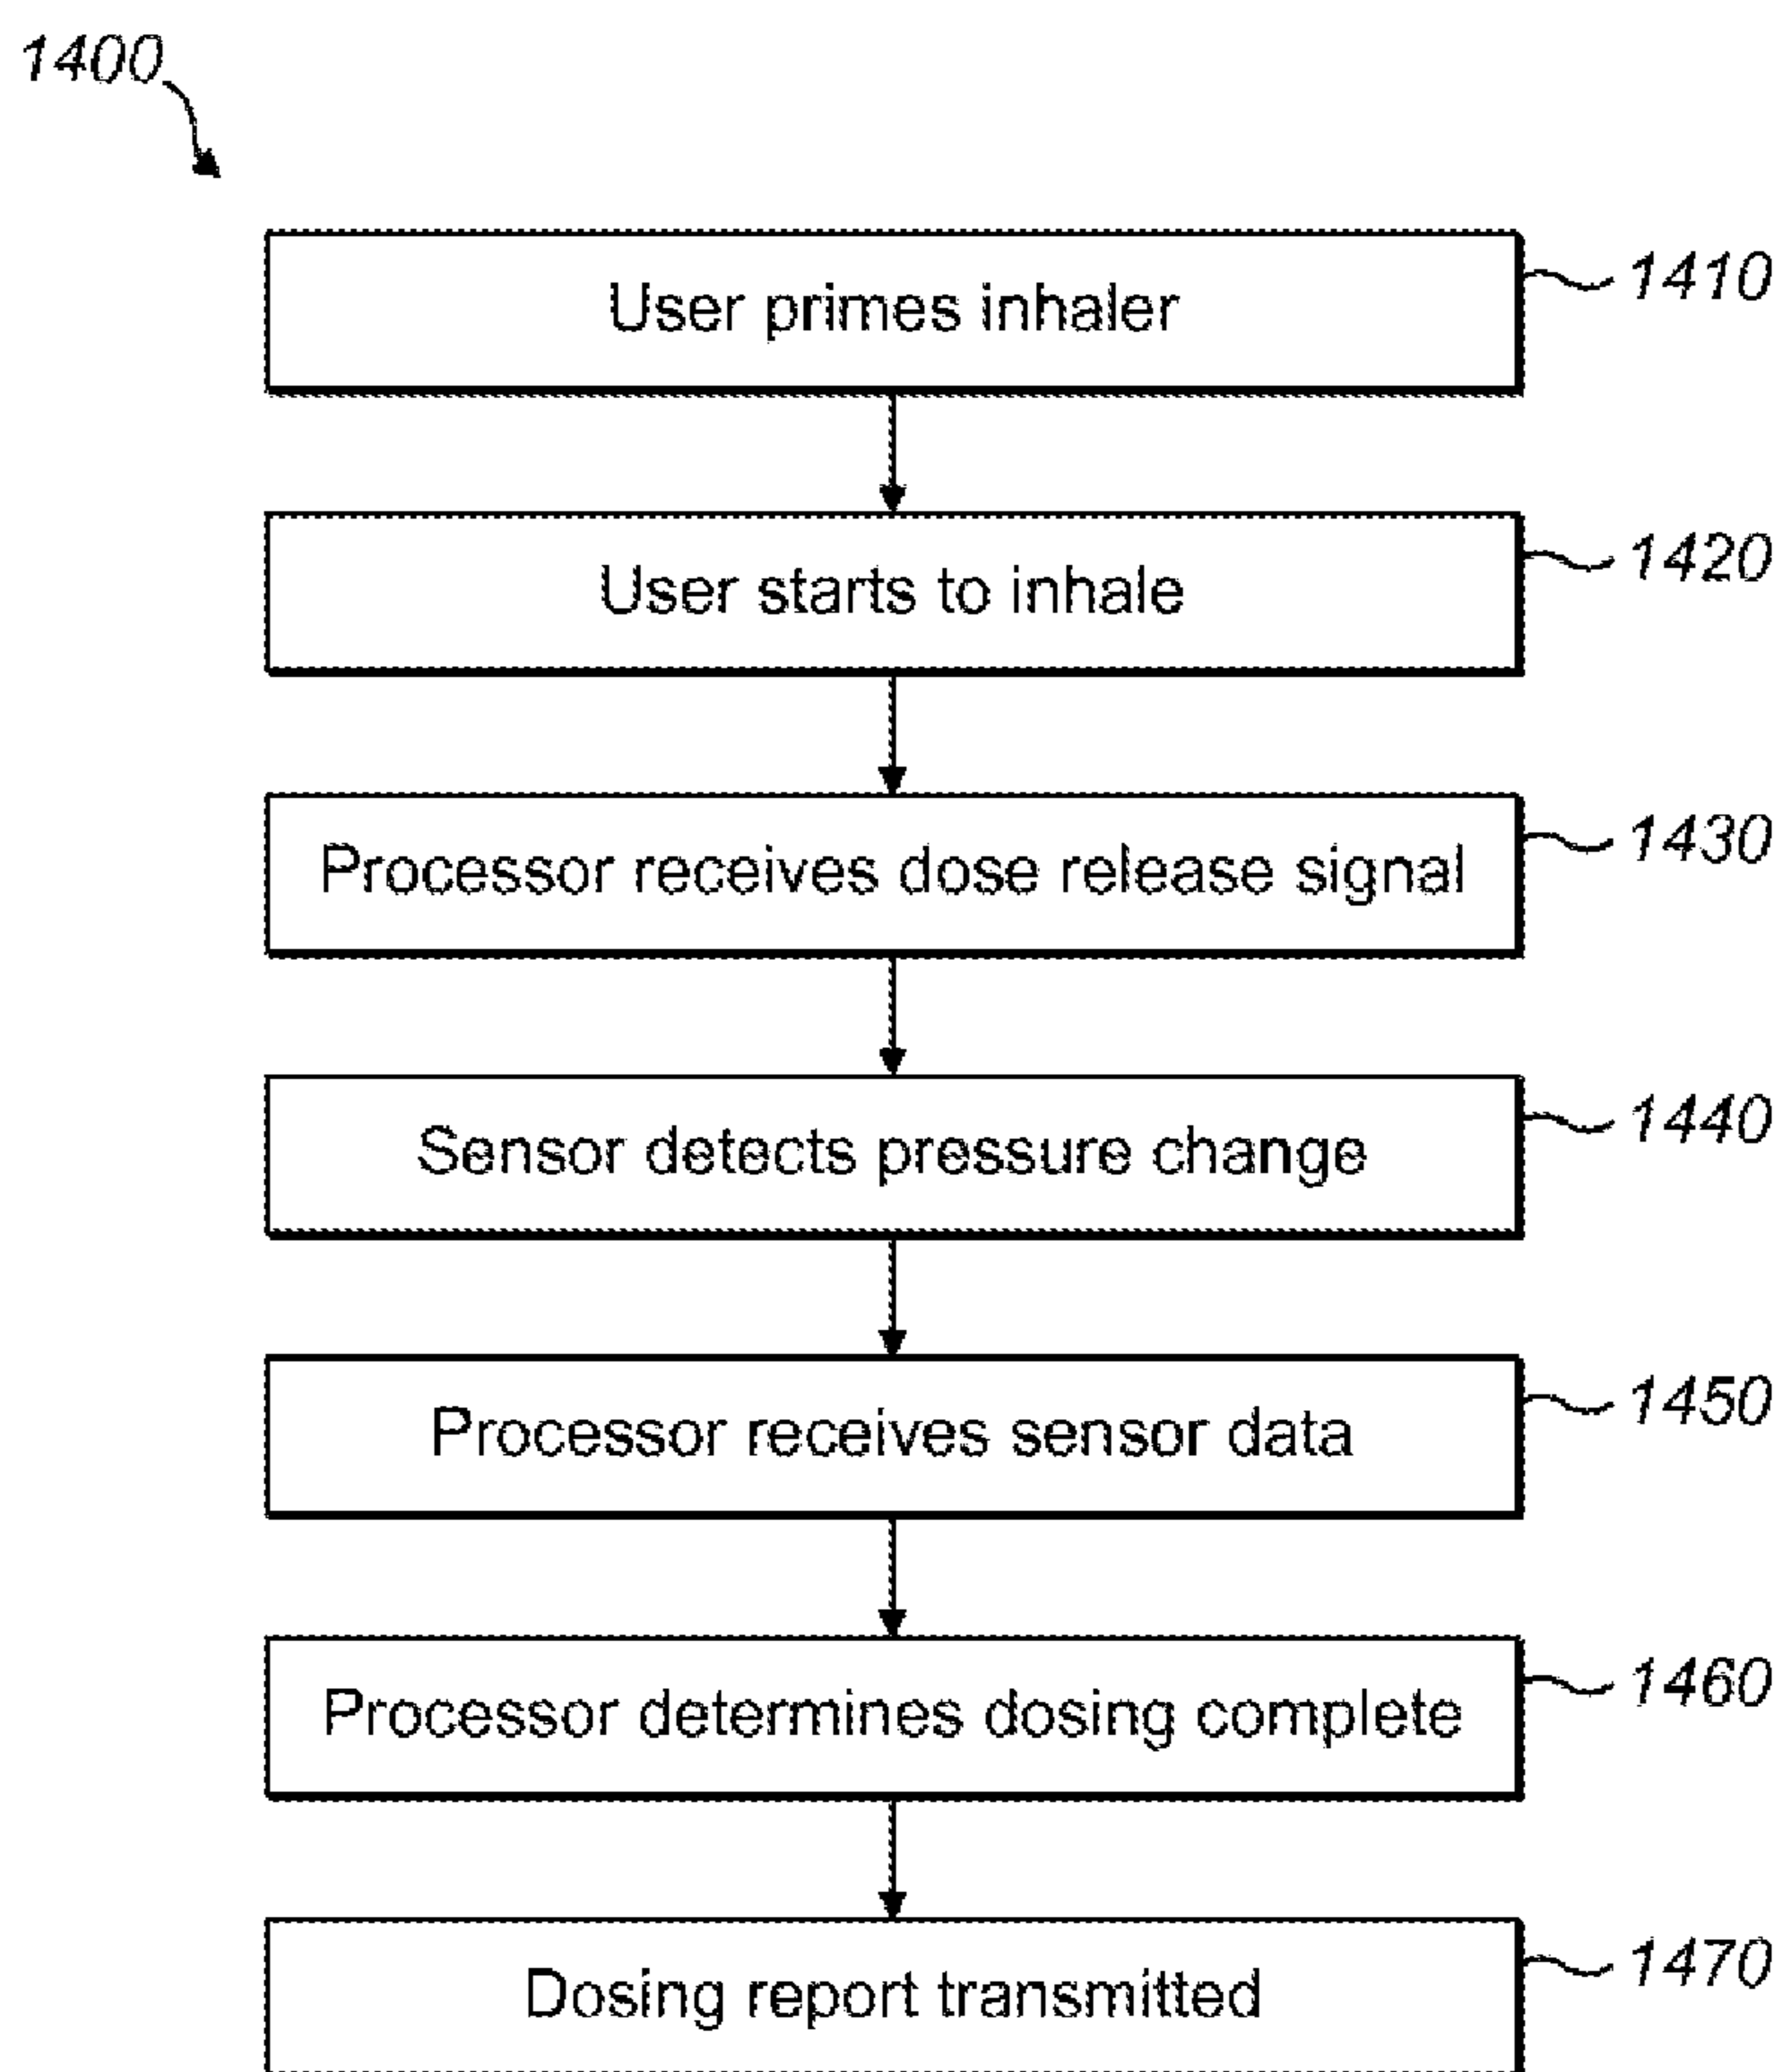 1400
User primes inhaler 1410
User starts to inhale 1420
Processor receives dose release signal 1430
Sensor detects pressure change 1440
Processor receives sensor data 1450
Processor determines dosing complete 1460
Dosing report transmitted 1470